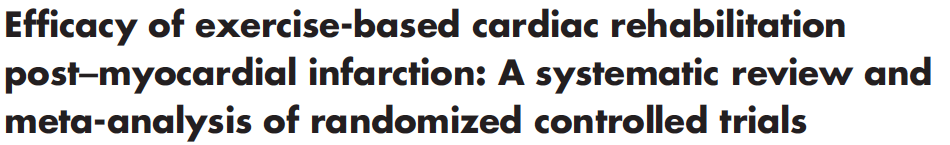 Efficacy of exercise-based cardiac rehabilitation
post–myocardial infarction: A systematic review and
meta-analysis of randomized controlled trials